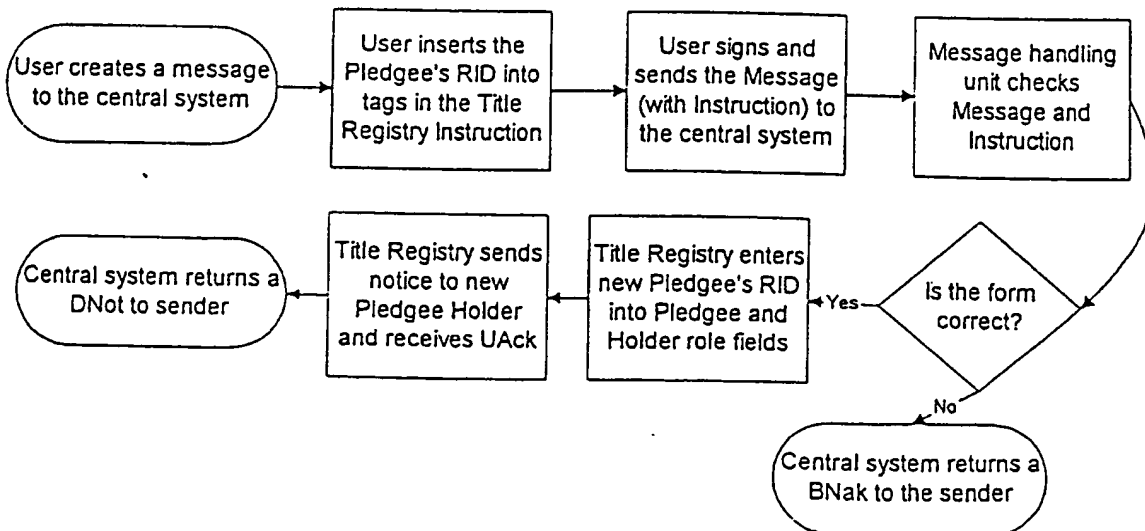 User creates a message
to the central system
User inserts the
Pledgee's RID into
tags in the Title
Registry Instruction
User signs and
sends the Message
(with Instruction) to
the central system
Message handling
unit checks
Message and
Instruction
Is the form
correct?
Yes
Title Registry enters
new Pledgee's RID
into Pledgee and
Holder role fields
Title Registry sends
notice to new
Pledgee Holder
and receives UAck
Central system returns a
DNot to sender
No
Central system returns a
BNak to the sender